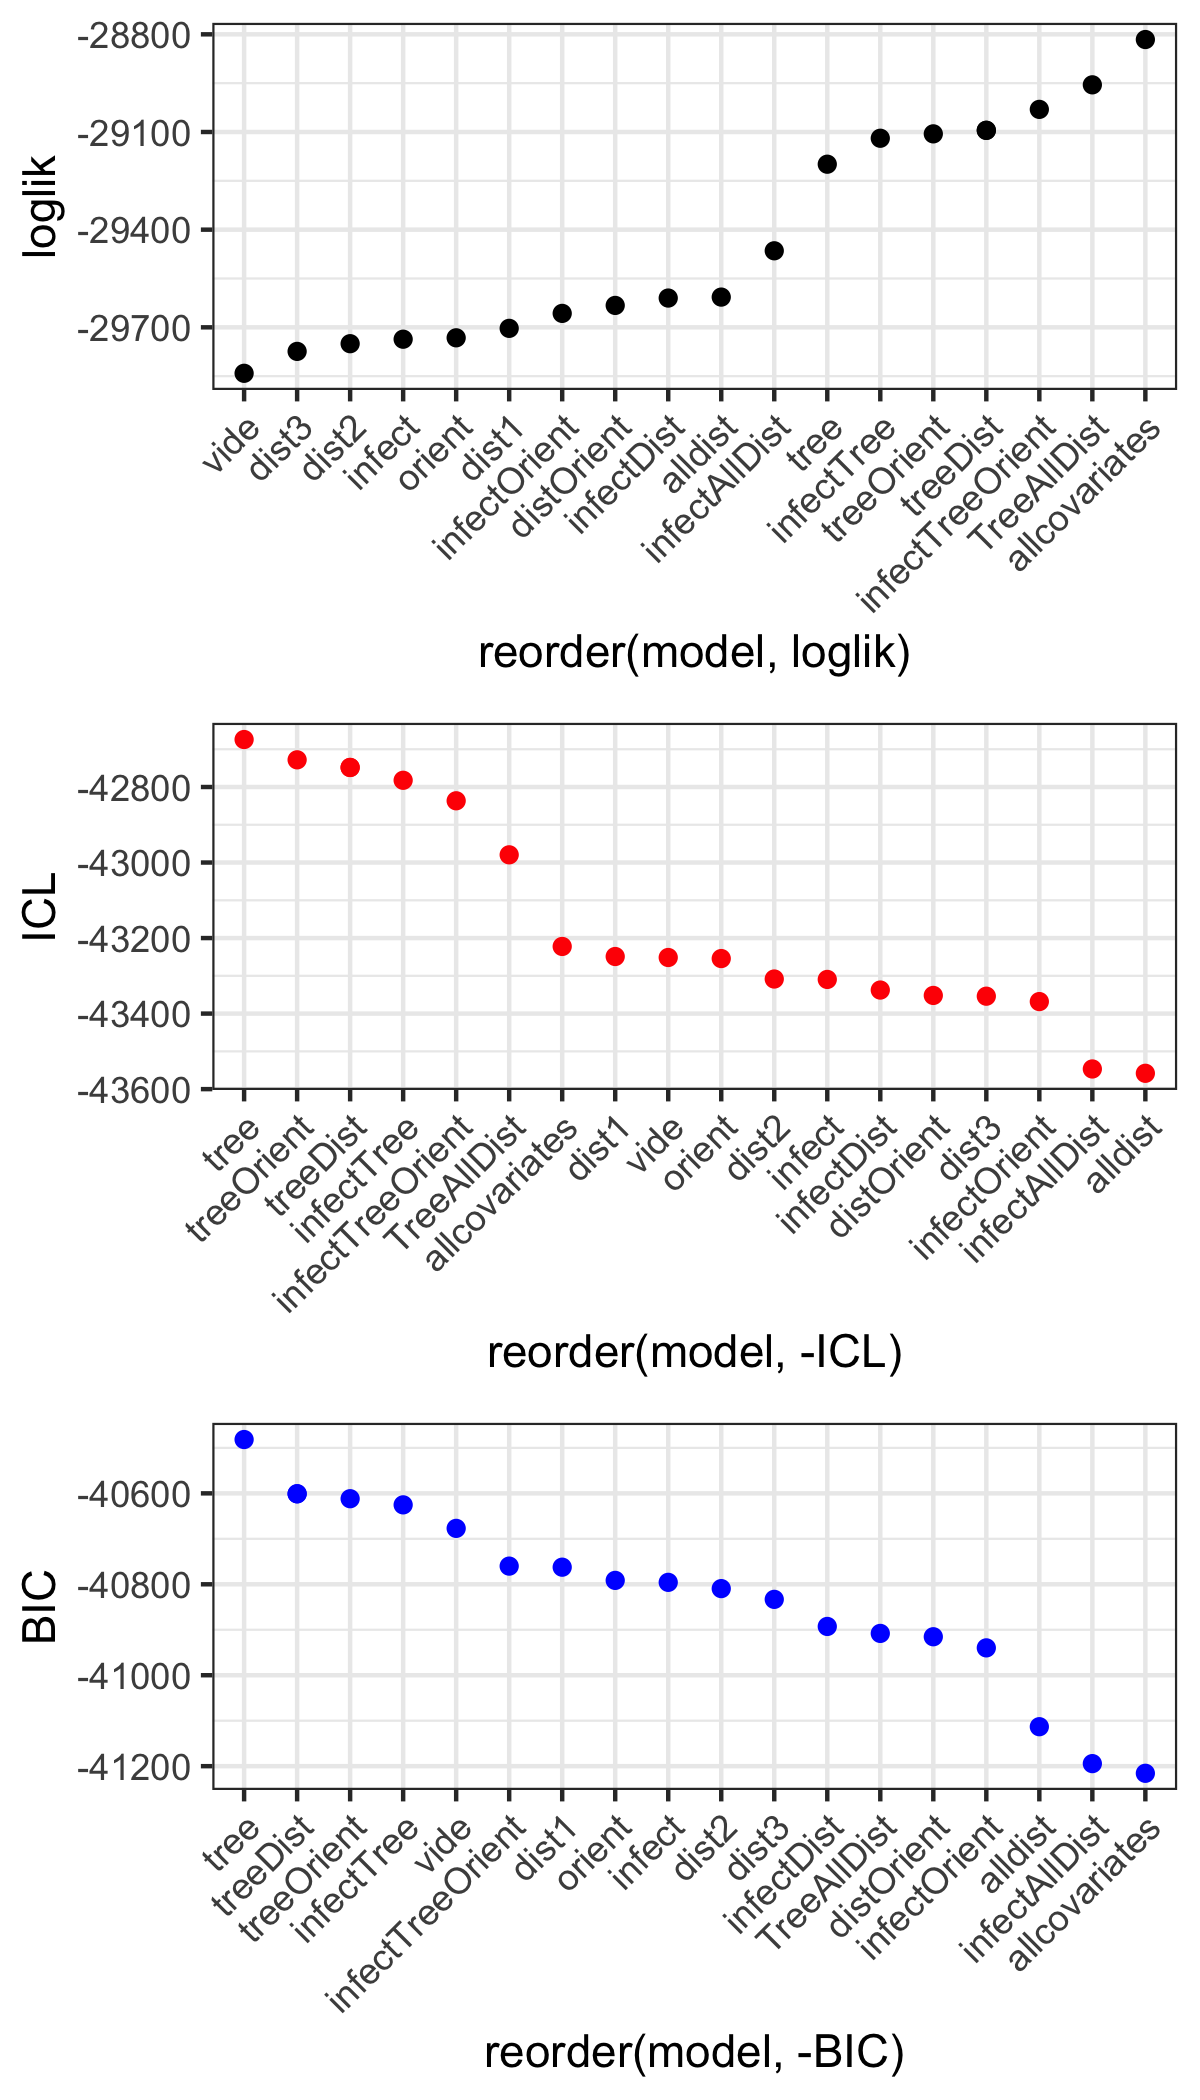 -28800
-29100
-29400
-29700
loglik
vide
dist3
dist2
infect
orient
dist1
infectOrient
distOrient
infectDist
alldist
infectAllDist
tree
infectTree
treeOrient
treeDist
infectTreeOrient
TreeAllDist
allcovariates
reorder(model, loglik)
-42800
-43000
-43200
-43400
-43600
ICL
tree
treeOrient
treeDist
infectTree
infectTreeOrient
TreeAllDist
allcovariates
dist1
vide
orient
dist2
infect
infectDist
distOrient
dist3
infectOrient
infectAllDist
alldist
reorder(model, -ICL)
-40600
-40800
-41000
-41200
BIC
tree
treeDist
treeOrient
infectTree
vide
infectTreeOrient
dist1
orient
infect
dist2
dist3
infectDist
TreeAllDist
distOrient
infectOrient
alldist
infectAllDist
allcovariates
reorder(model, -BIC)